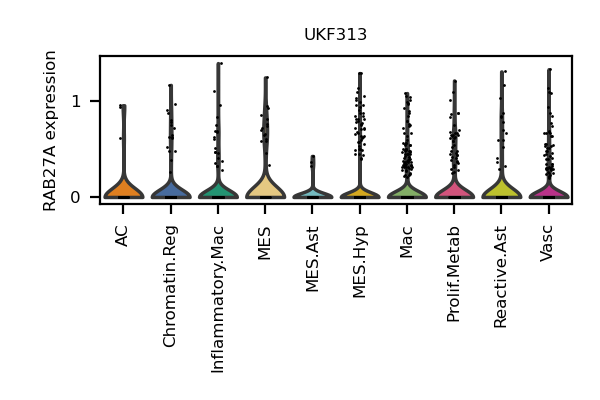 UKF313
RAB27A expression
1
0
AC
Chromatin.Reg
Inflammatory.Mac
MES
MES.Ast
MES.Hyp
Mac
Prolif.Metab
Reactive.Ast
Vasc